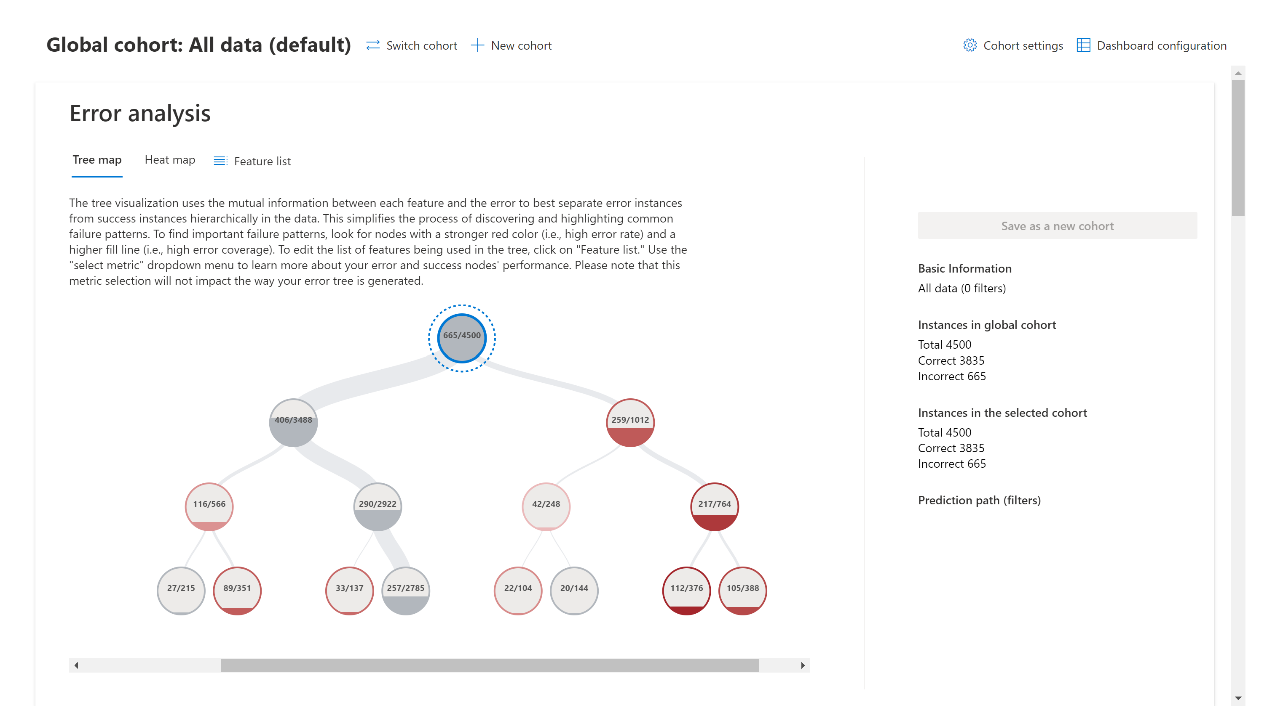 Global cohort: All data (default)
Switch cohort
New cohort
Cohort settings
Dashboard configuration
Error analysis
Tree map
Heat map
Feature list
The tree visualization uses the mutual information between each feature and the error to best separate error instances
from success instances hierarchically in the data. This simplifies the process of discovering and highlighting common
failure patterns. To find important failure patterns, look for nodes with a stronger red color (i.e., high error rate) and a
higher fill line (i.e., high error coverage). To edit the list of features being used in the tree, click on "Feature list." Use the
"select metric" dropdown menu to learn more about your error and success nodes' performance. Please note that this
metric selection will not impact the way your error tree is generated.
665/4500
406/3488
259/1012
116/566
290/2922
42/248
217/764
27/215
89/351
33/137
257/2785
22/104
20/144
112/376
105/388
Save as a new cohort
Basic Information
All data (0 filters)
Instances in global cohort
Total 4500
Correct 3835
Incorrect 665
Instances in the selected cohort
Total 4500
Correct 3835
Incorrect 665
Prediction path (filters)